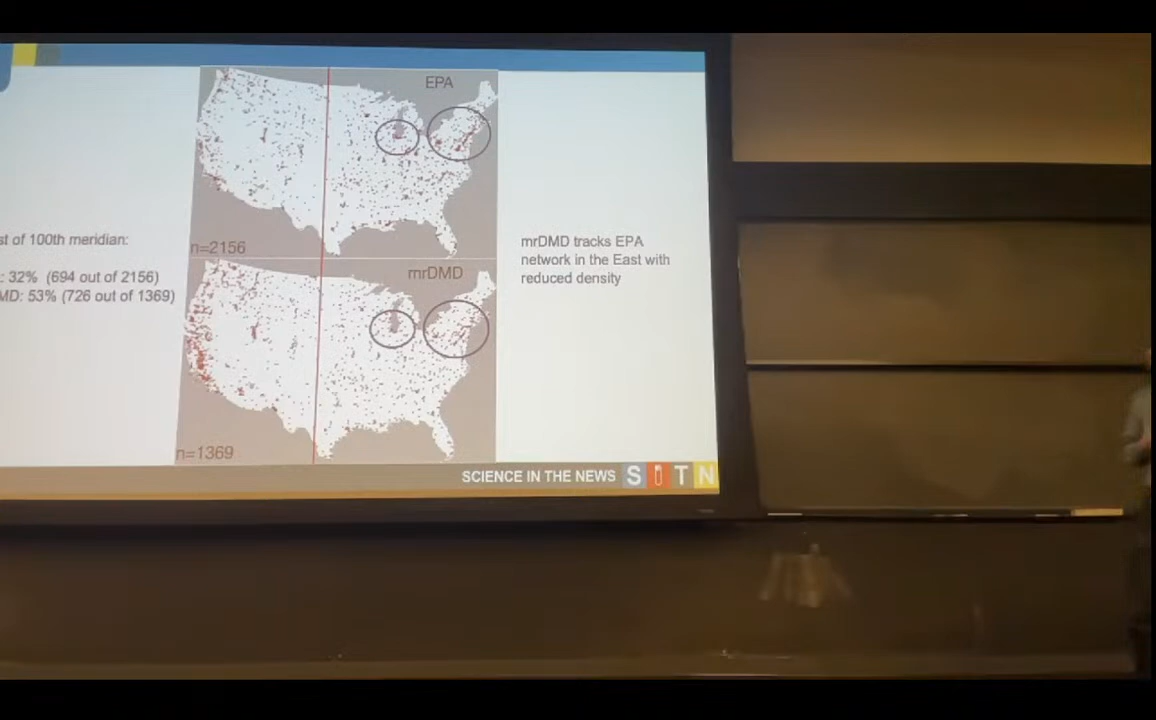 EPA
n=2156
st of 100th meridian:
: 32% (694 out of 2156)
MD: 53% (726 out of 1369)
mrDMD
n=1369
mrDMD tracks EPA
network in the East with
reduced density
SCIENCE IN THE NEWS SITN